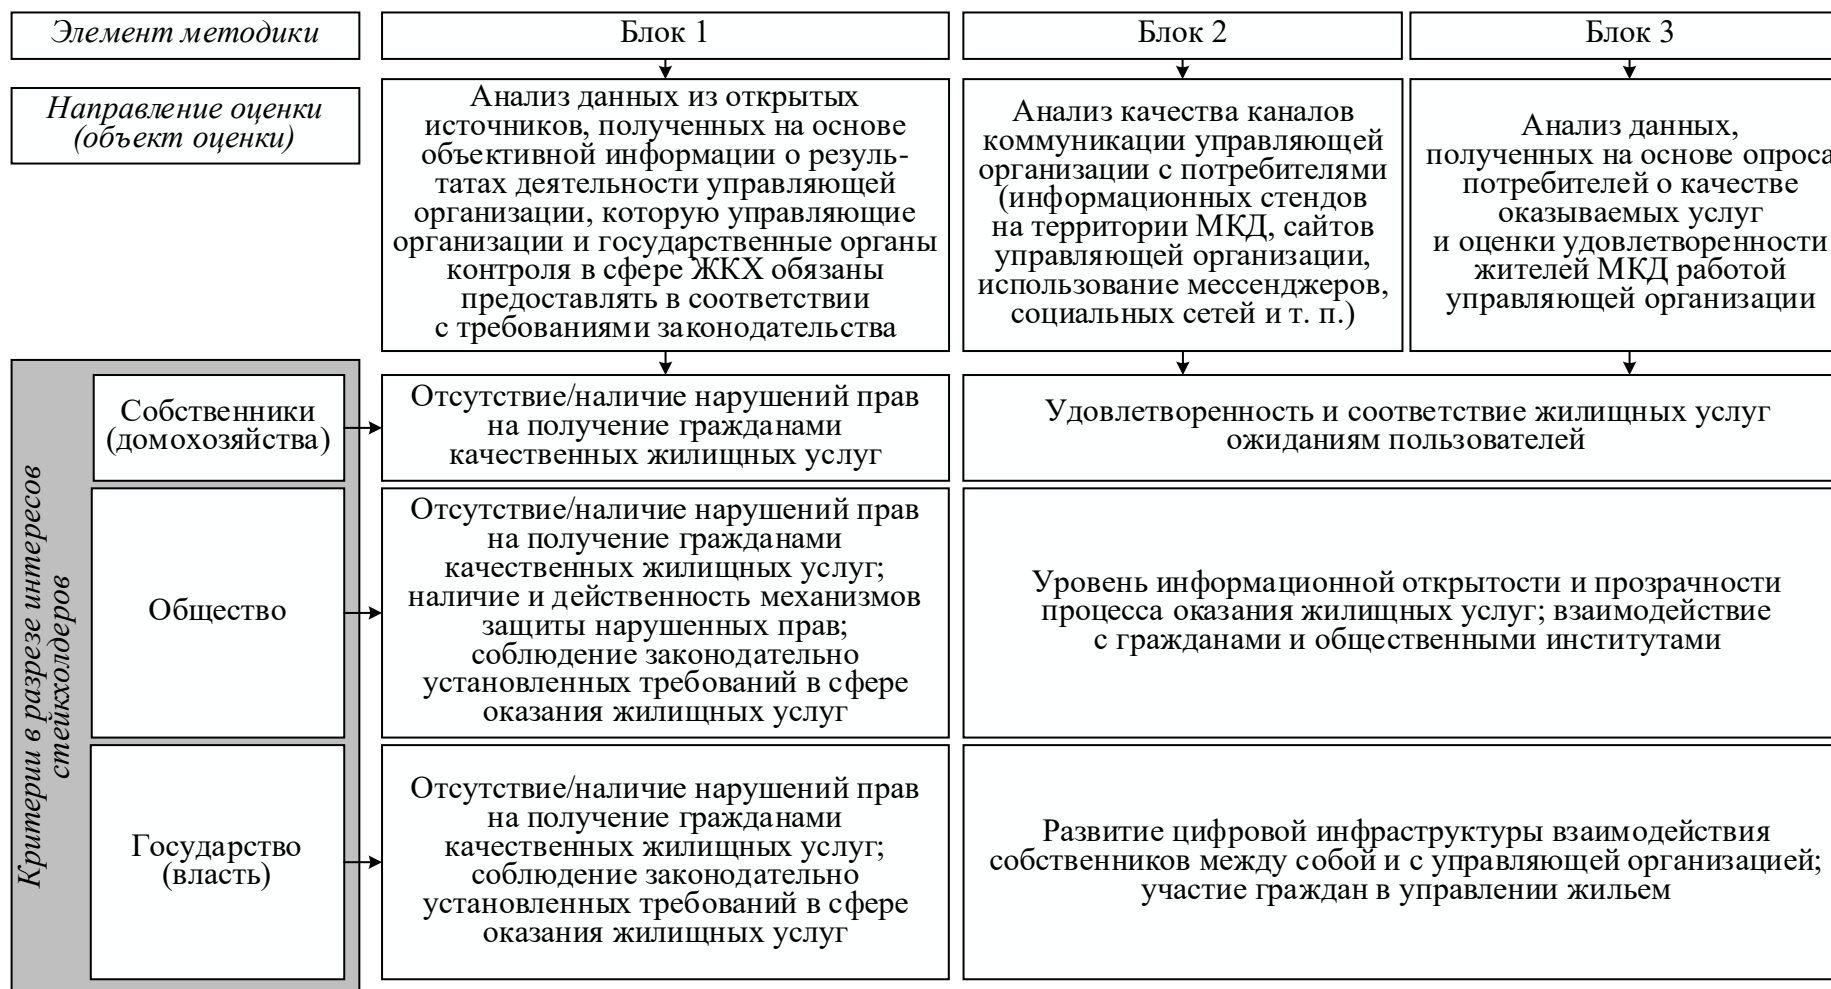 Элемент методики
Блок 1
Блок 2
Блок 3
Направление оценки
(объект оценки)
Анализ данных из открытых
источников, полученных на основе
объективной информации о резуль-
татах деятельности управляющей
организации, которую управляющие
организации и государственные органы
контроля в сфере ЖКХ обязаны
предоставлять в соответствии
с требованиями законодательства
Анализ качества каналов
коммуникации управляющей
организации с потребителями
(информационных стендов
на территории МКД, сайтов
управляющей организации,
использование мессенджеров,
социальных сетей и т. п.)
Анализ данных,
полученных на основе опроса
потребителей о качестве
оказываемых услуг
и оценки удовлетворенности
жителей МКД работой
управляющей организации
Критерии в разрезе интересов
стейкхолдеров
Собственники
(домохозяйства)
Отсутствие/наличие нарушений прав
на получение гражданами
качественных жилищных услуг
Удовлетворенность и соответствие жилищных услуг
ожиданиям пользователей
Общество
Отсутствие/наличие нарушений прав
на получение гражданами
качественных жилищных услуг;
наличие и действенность механизмов
защиты нарушенных прав;
соблюдение законодательно
установленных требований в сфере
оказания жилищных услуг
Уровень информационной открытости и прозрачности
процесса оказания жилищных услуг; взаимодействие
с гражданами и общественными институтами
Государство
(власть)
Отсутствие/наличие нарушений прав
на получение гражданами
качественных жилищных услуг;
соблюдение законодательно
установленных требований в сфере
оказания жилищных услуг
Развитие цифровой инфраструктуры взаимодействия
собственников между собой и с управляющей организацией;
участие граждан в управлении жильем